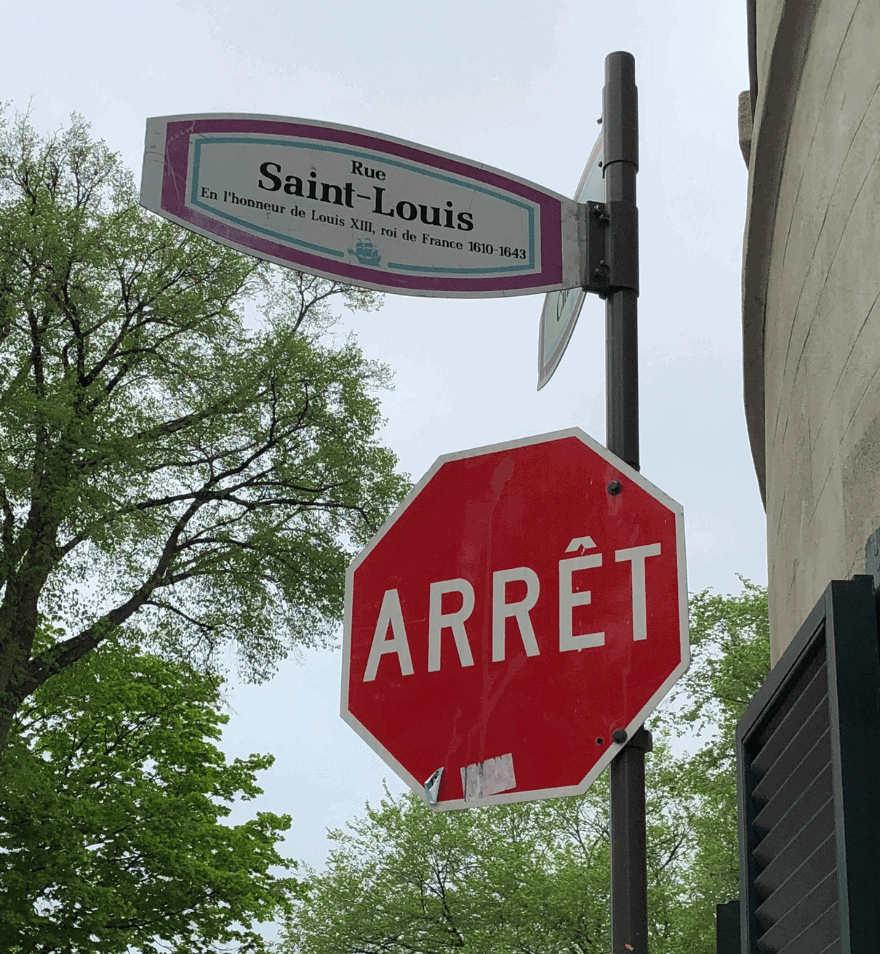 Rue
Saint-Louis
En l'honneur de Louis XIII, roi de France 1610-1643
ARRÊT